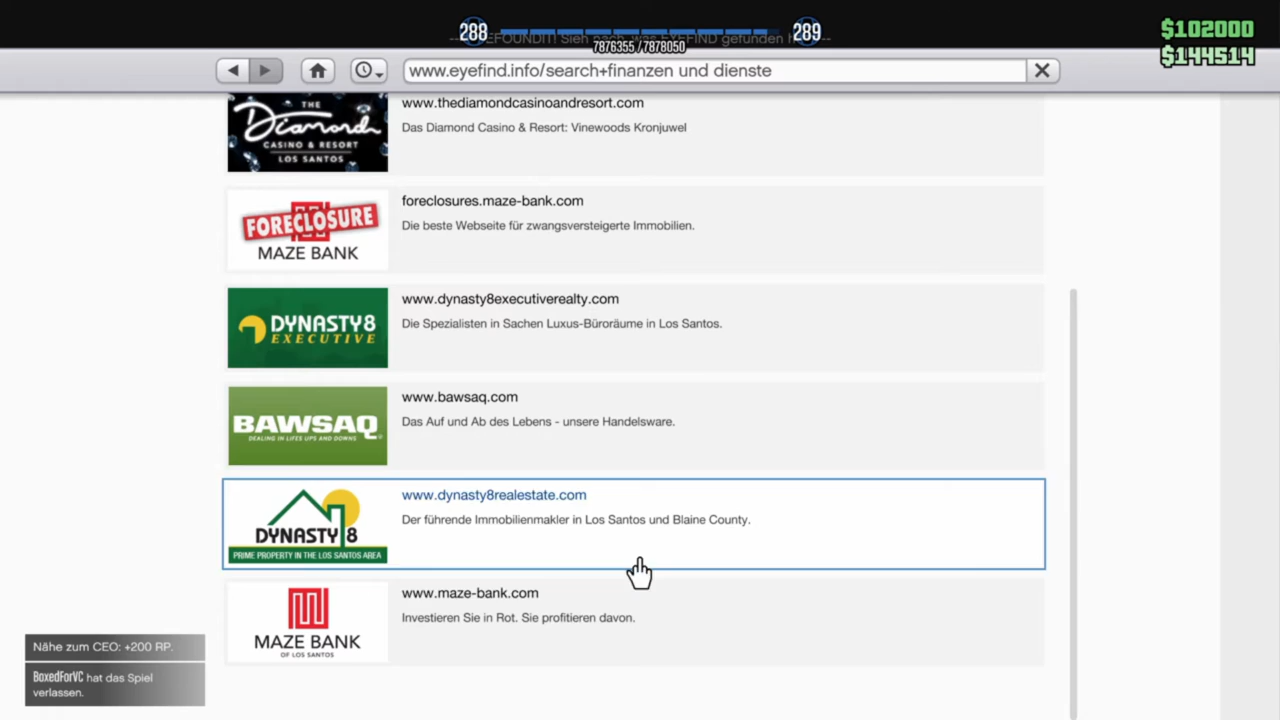 --EYEFOUNDIT! Sieh nach, was EYEFIND gefunden h
288
289
7876355 / 7878050
$102000
$144514
www.eyefind.info/search+finanzen und dienste
THE
Diamond
CASINO & RESORT
LOS SANTOS
www.thediamondcasinoandresort.com
Das Diamond Casino & Resort: Vinewoods Kronjuwel
FORECLOSURE
MAZE BANK
foreclosures.maze-bank.com
Die beste Webseite für zwangsversteigerte Immobilien.
DYNASTY8
EXECUTIVE
www.dynasty8executiverealty.com
Die Spezialisten in Sachen Luxus-Büroräume in Los Santos.
BAWSAQ
DEALING IN LIFES UPS AND DOWNS
www.bawsaq.com
Das Auf und Ab des Lebens - unsere Handelsware.
DYNASTY 8
PRIME PROPERTY IN THE LOS SANTOS AREA
www.dynasty8realestate.com
Der führende Immobilienmakler in Los Santos und Blaine County.
MAZE BANK
OF LOS SANTOS
www.maze-bank.com
Investieren Sie in Rot. Sie profitieren davon.
Nähe zum CEO: +200 RP.
BoxedForVC hat das Spiel
verlassen.